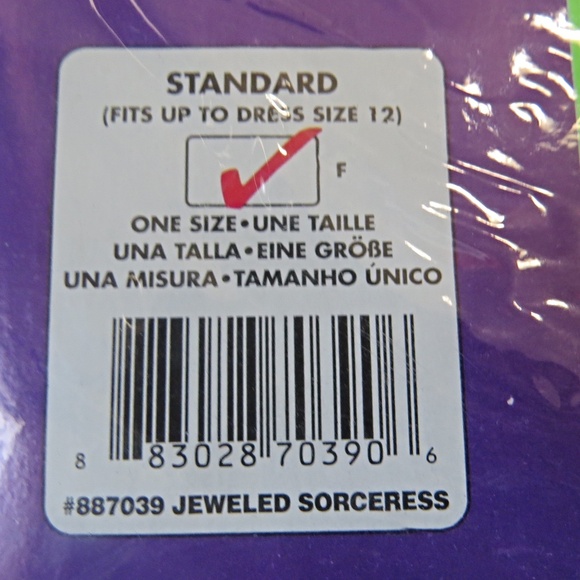 STANDARD
(FITS UP TO DRESS SIZE 12)
F
ONE SIZE•UNE TAILLE
UNA TALLA•EINE GRÖßE
UNA MISURA•TAMANHO ÚNICO
8 83028 70390 6
#887039 JEWELED SORCERESS